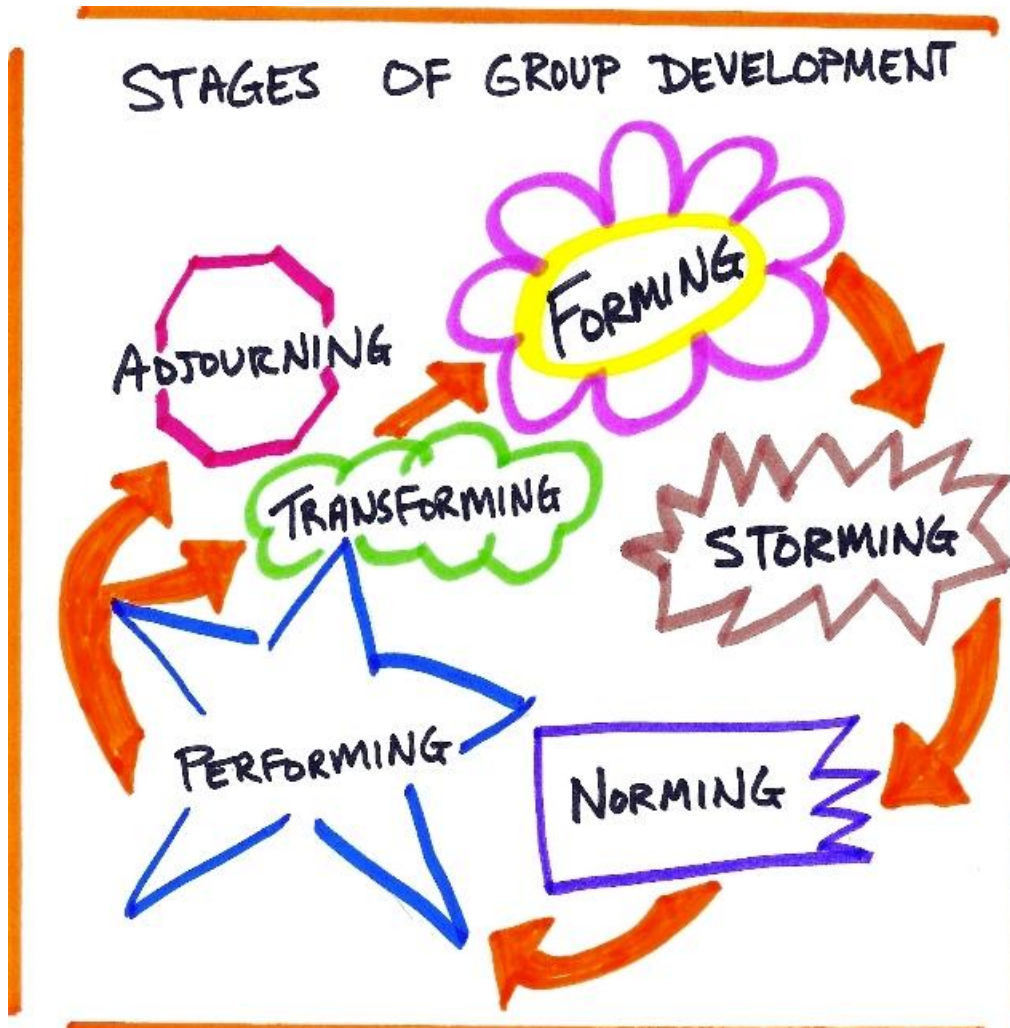 STAGES OF GROUP DEVELOPMENT
FORMING
STORMING
NORMING
PERFORMING
TRANSFORMING
ADJOURNING